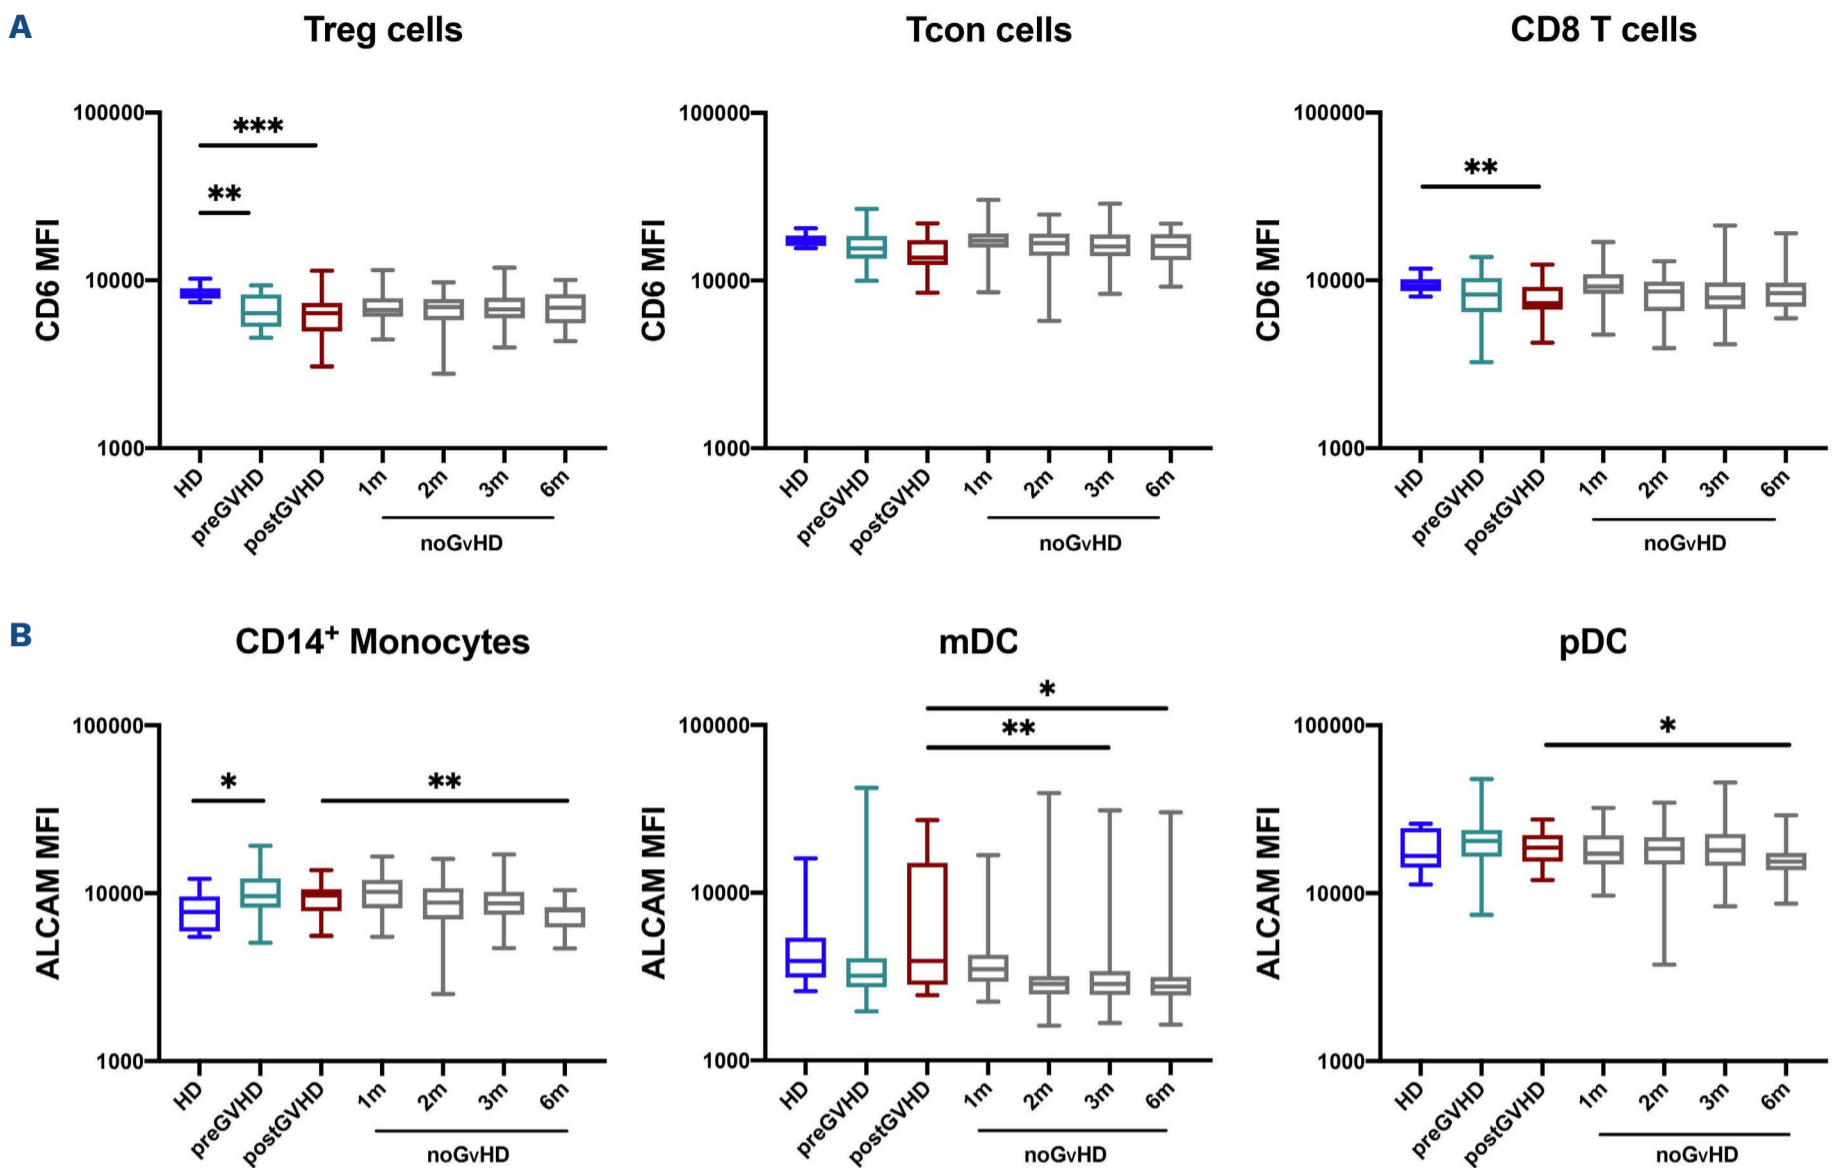 A
Treg cells
Tcon cells
CD8 T cells
***
**
**
CD6 MFI
100000
10000
1000
HD
preGVHD
postGVHD
1m
2m
3m
6m
noGvHD
CD6 MFI
100000
10000
1000
HD
preGVHD
postGVHD
1m
2m
3m
6m
noGvHD
CD6 MFI
100000
10000
1000
HD
preGVHD
postGVHD
1m
2m
3m
6m
noGvHD
B
CD14⁺ Monocytes
mDC
pDC
*
**
*
**
*
ALCAM MFI
100000
10000
1000
HD
preGVHD
postGVHD
1m
2m
3m
6m
noGvHD
ALCAM MFI
100000
10000
1000
HD
preGVHD
postGVHD
1m
2m
3m
6m
noGvHD
ALCAM MFI
100000
10000
1000
HD
preGVHD
postGVHD
1m
2m
3m
6m
noGvHD